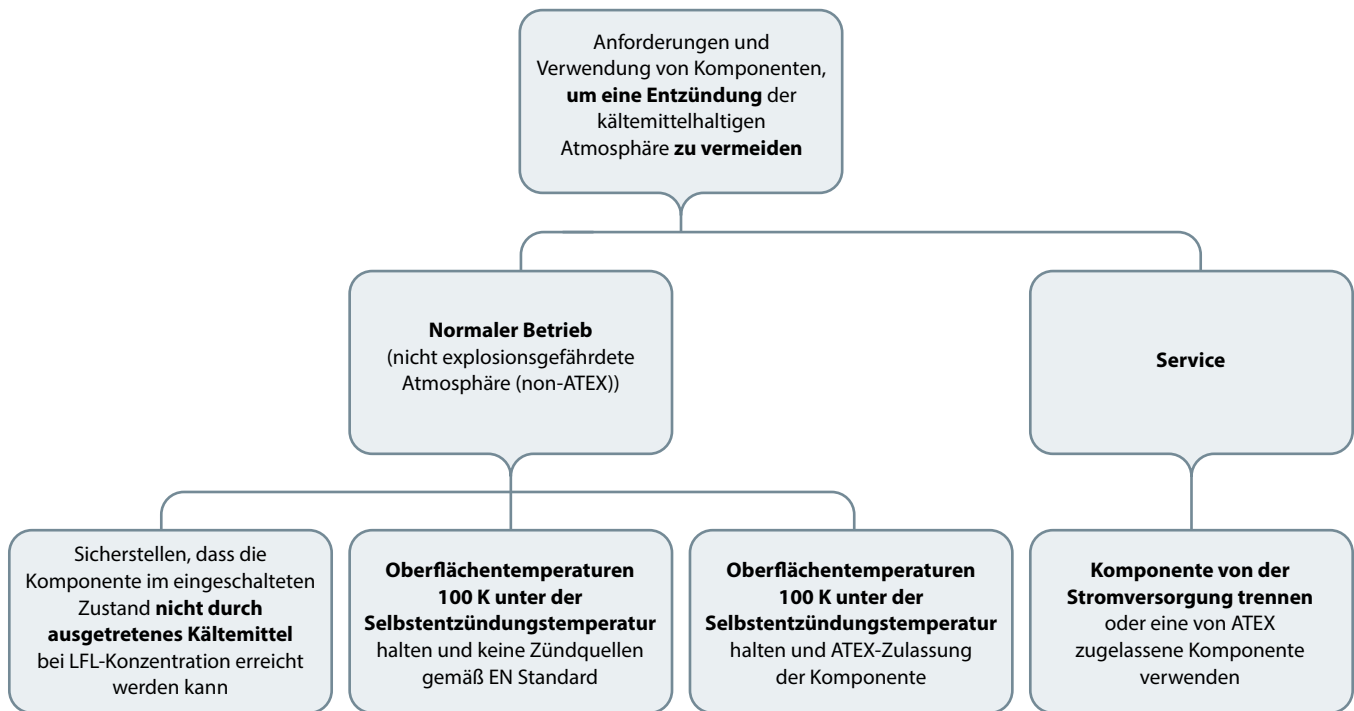 Anforderungen und
Verwendung von Komponenten,
um eine Entzündung der
kältemittelhaltigen
Atmosphäre zu vermeiden
Normaler Betrieb
(nicht explosionsgefährdete
Atmosphäre (non-ATEX))
Service
Sicherstellen, dass die
Komponente im eingeschalteten
Zustand nicht durch
ausgetretenes Kältemittel
bei LFL-Konzentration erreicht
werden kann
Oberflächentemperaturen
100 K unter der
Selbstentzündungstemperatur
halten und keine Zündquellen
gemäß EN Standard
Oberflächentemperaturen
100 K unter der
Selbstentzündungstemperatur
halten und ATEX-Zulassung
der Komponente
Komponente von der
Stromversorgung trennen
oder eine von ATEX
zugelassene Komponente
verwenden